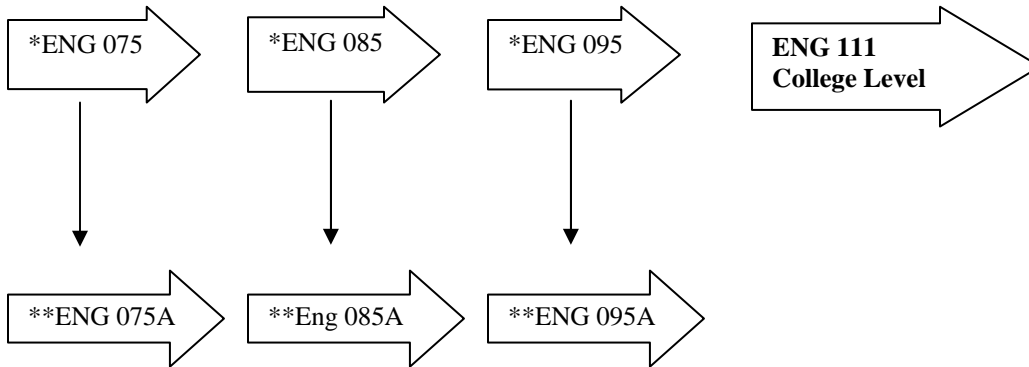 *ENG 075
*ENG 085
*ENG 095
ENG 111
College Level
**ENG 075A
**Eng 085A
**ENG 095A